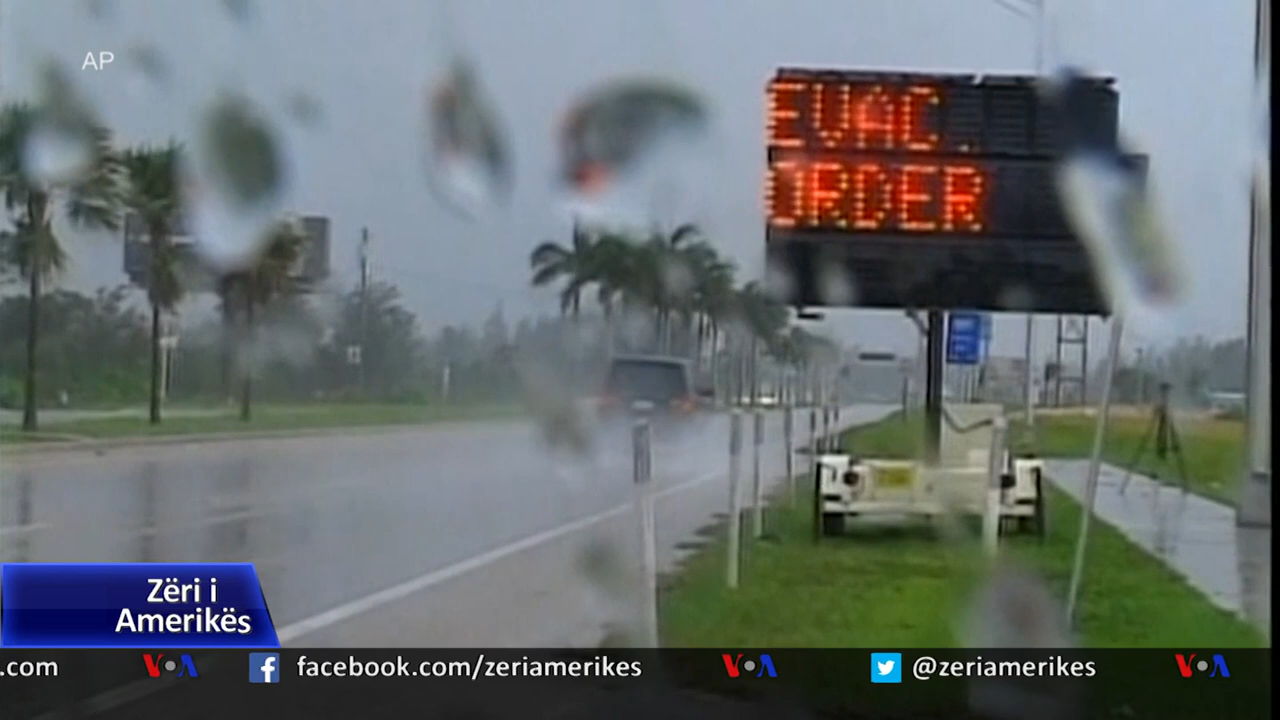 AP
EVAC.
ORDER
Zëri i
Amerikës
.com VOA facebook.com/zeriamerikes VOA @zeriamerikes VOA